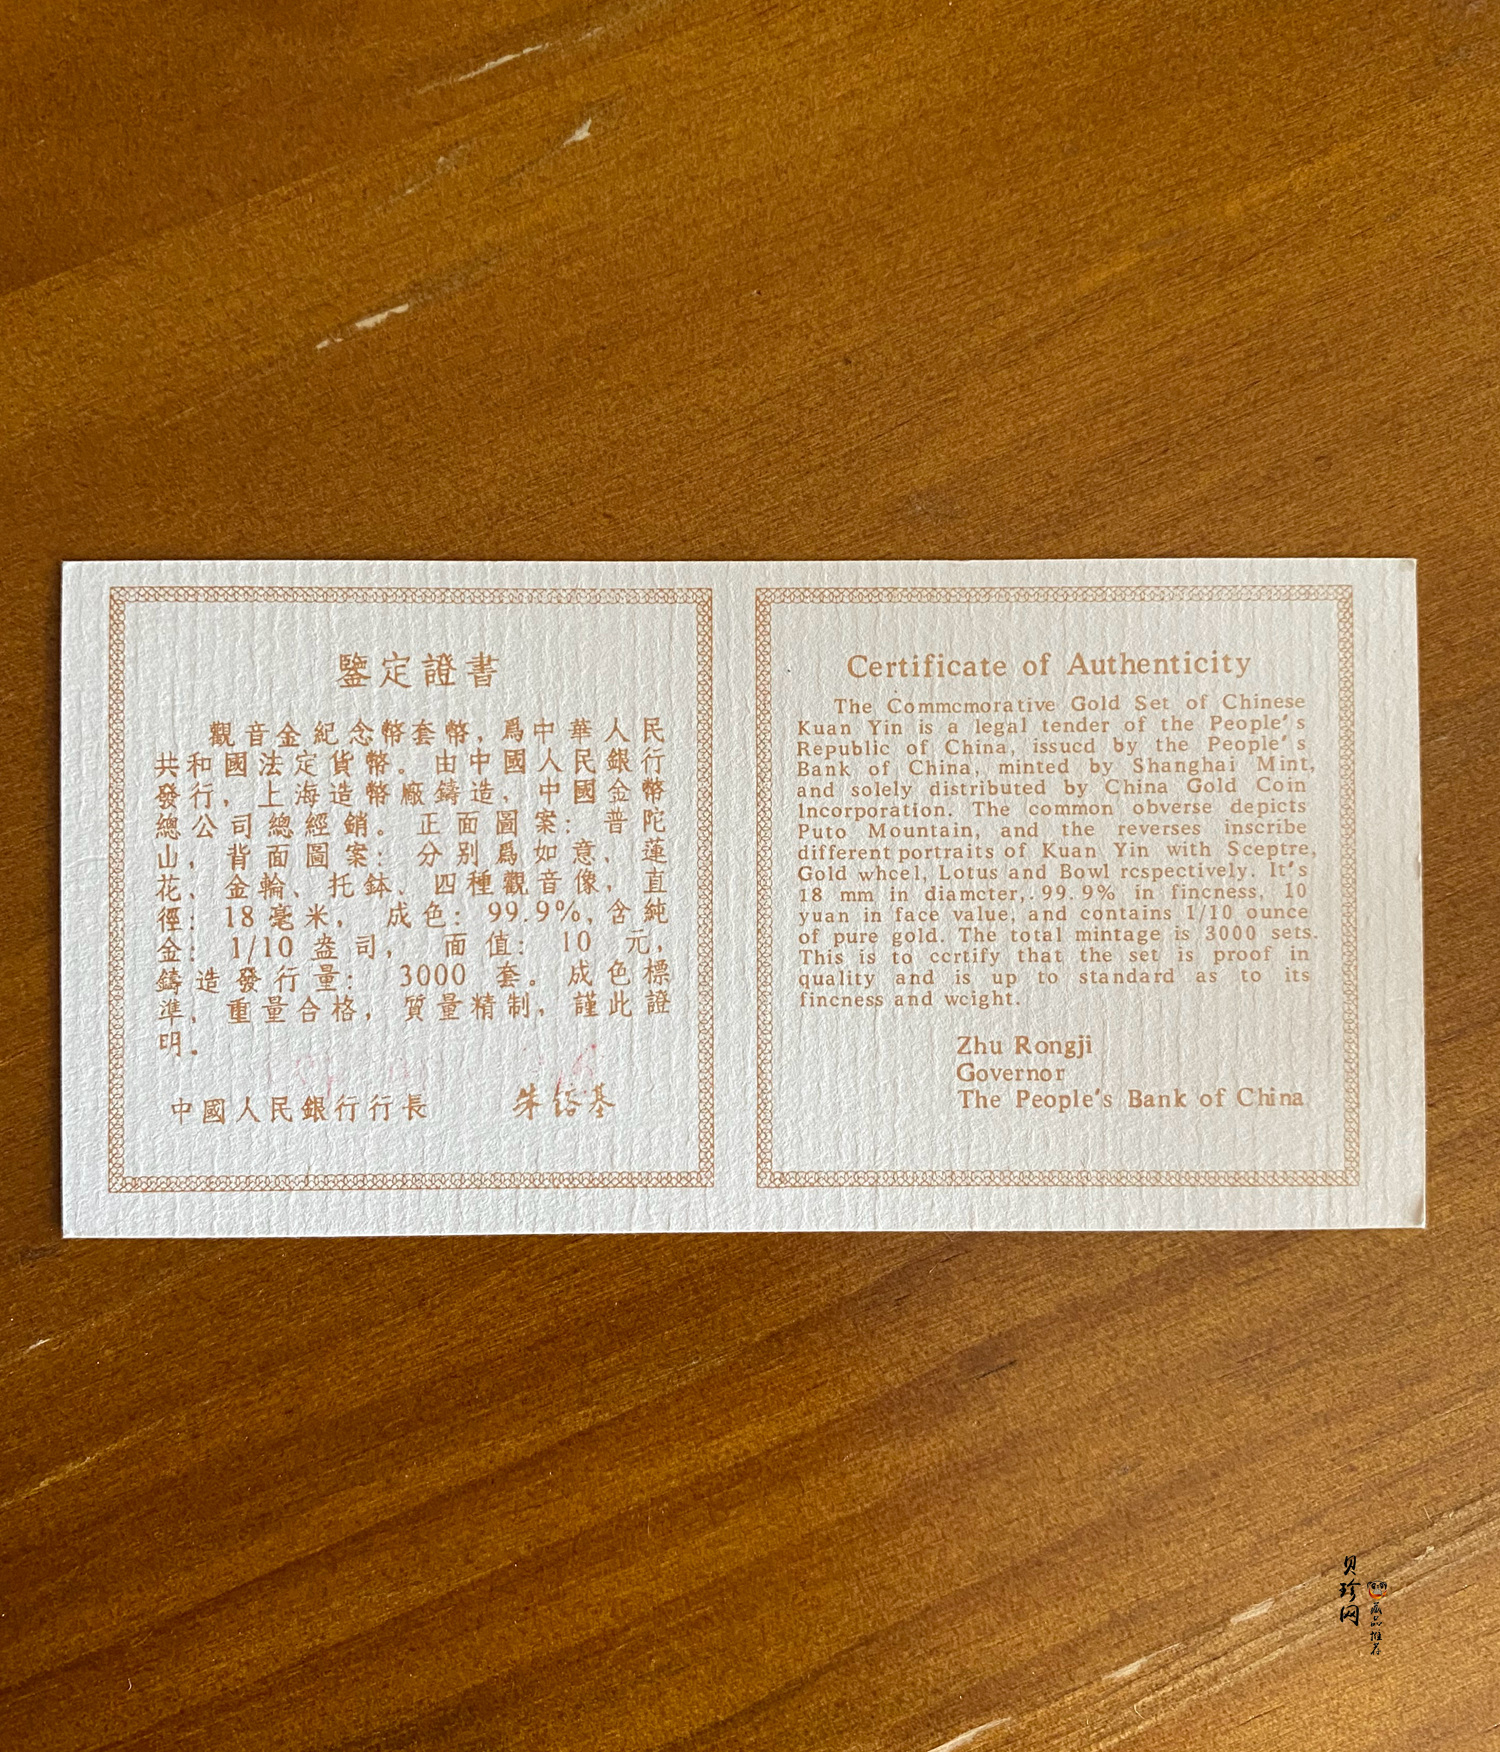 鑒定證書
觀音金紀念幣套幣，爲中華人民
共和國法定貨幣。由中國人民銀行
發行，上海造幣廠鑄造，中國金幣
總公司總經銷。正面圖案：普陀
山，背面圖案：分别爲如意、蓮
花、金輪、托鉢、四種觀音像，直
徑：18毫米，成色：99.9%，含純
金：1/10盎司，面值：10元，
鑄造發行量：3000套。成色標
準，重量合格，質量精制，謹此證
明。
中國人民銀行行長 朱鎔基
Certificate of Authenticity
The Commcmorative Gold Set of Chinese
Kuan Yin is a legal tender of the People's
Republic of China, issucd by the People's
Bank of China, minted by Shanghai Mint,
and solely distributed by China Gold Coin
Incorporation. The common obverse depicts
Puto Mountain, and the reverses inscribe
different portraits of Kuan Yin with Sceptre,
Gold whcel, Lotus and Bowl rcspectively. It's
18 mm in diamcter, 99.9% in fincness, 10
yuan in face value, and contains 1/10 ounce
of pure gold. The total mintage is 3000 sets.
This is to ccrtify that the set is proof in
quality and is up to standard as to its
fincness and wcight.
Zhu Rongji
Governor
The People's Bank of China
贝珍网
藏品推荐